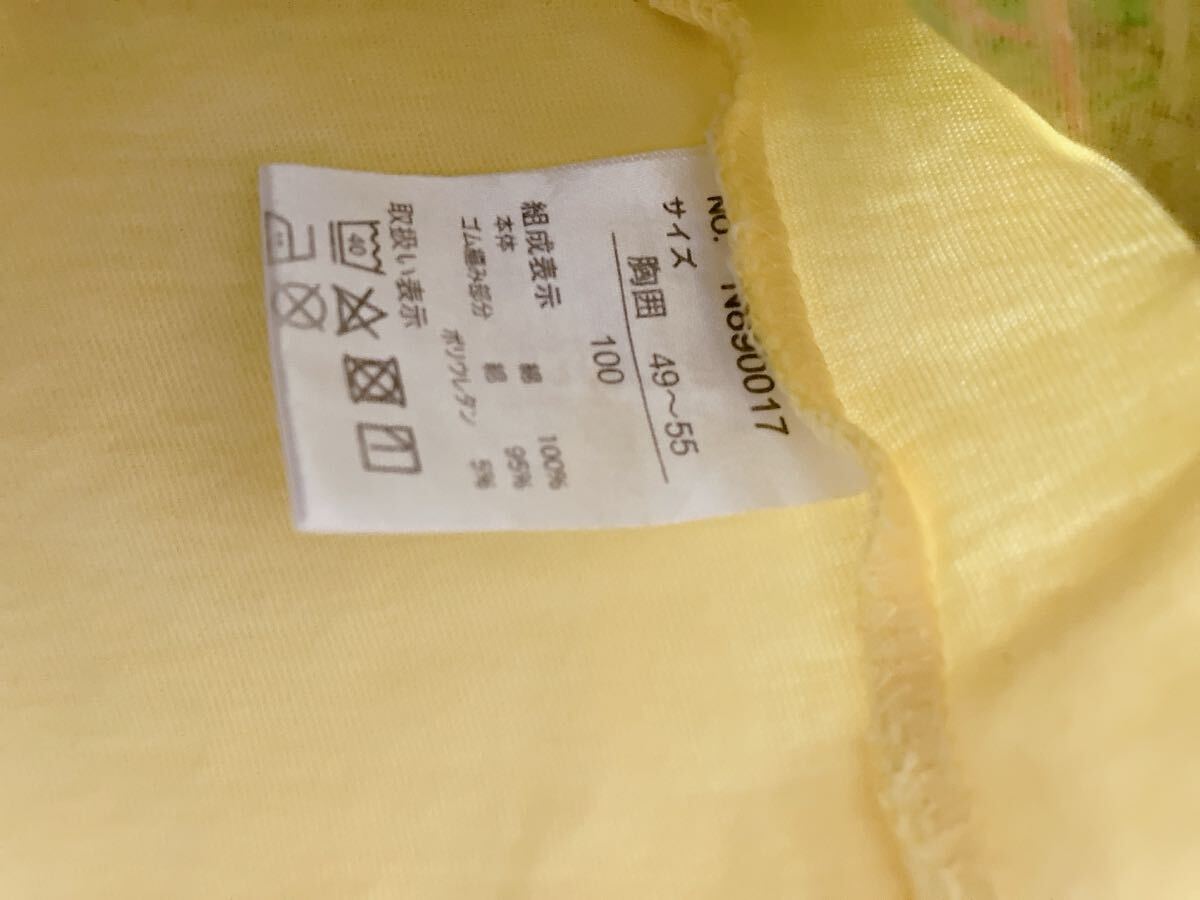 NO. N690017
サイズ
胸囲 49～55
100
組成表示
本体 綿 100%
ゴム編み部分 綿 95%
ポリウレタン 5%
取扱い表示
40